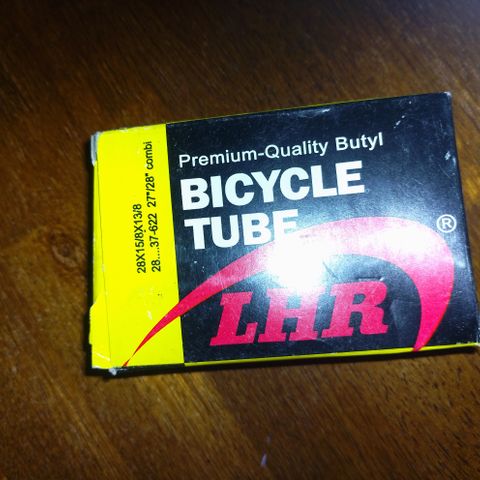 Premium-Quality Butyl
BICYCLE
TUBE
LHR
®
28X15/8X13/8
28....37-622 27"/28" combi